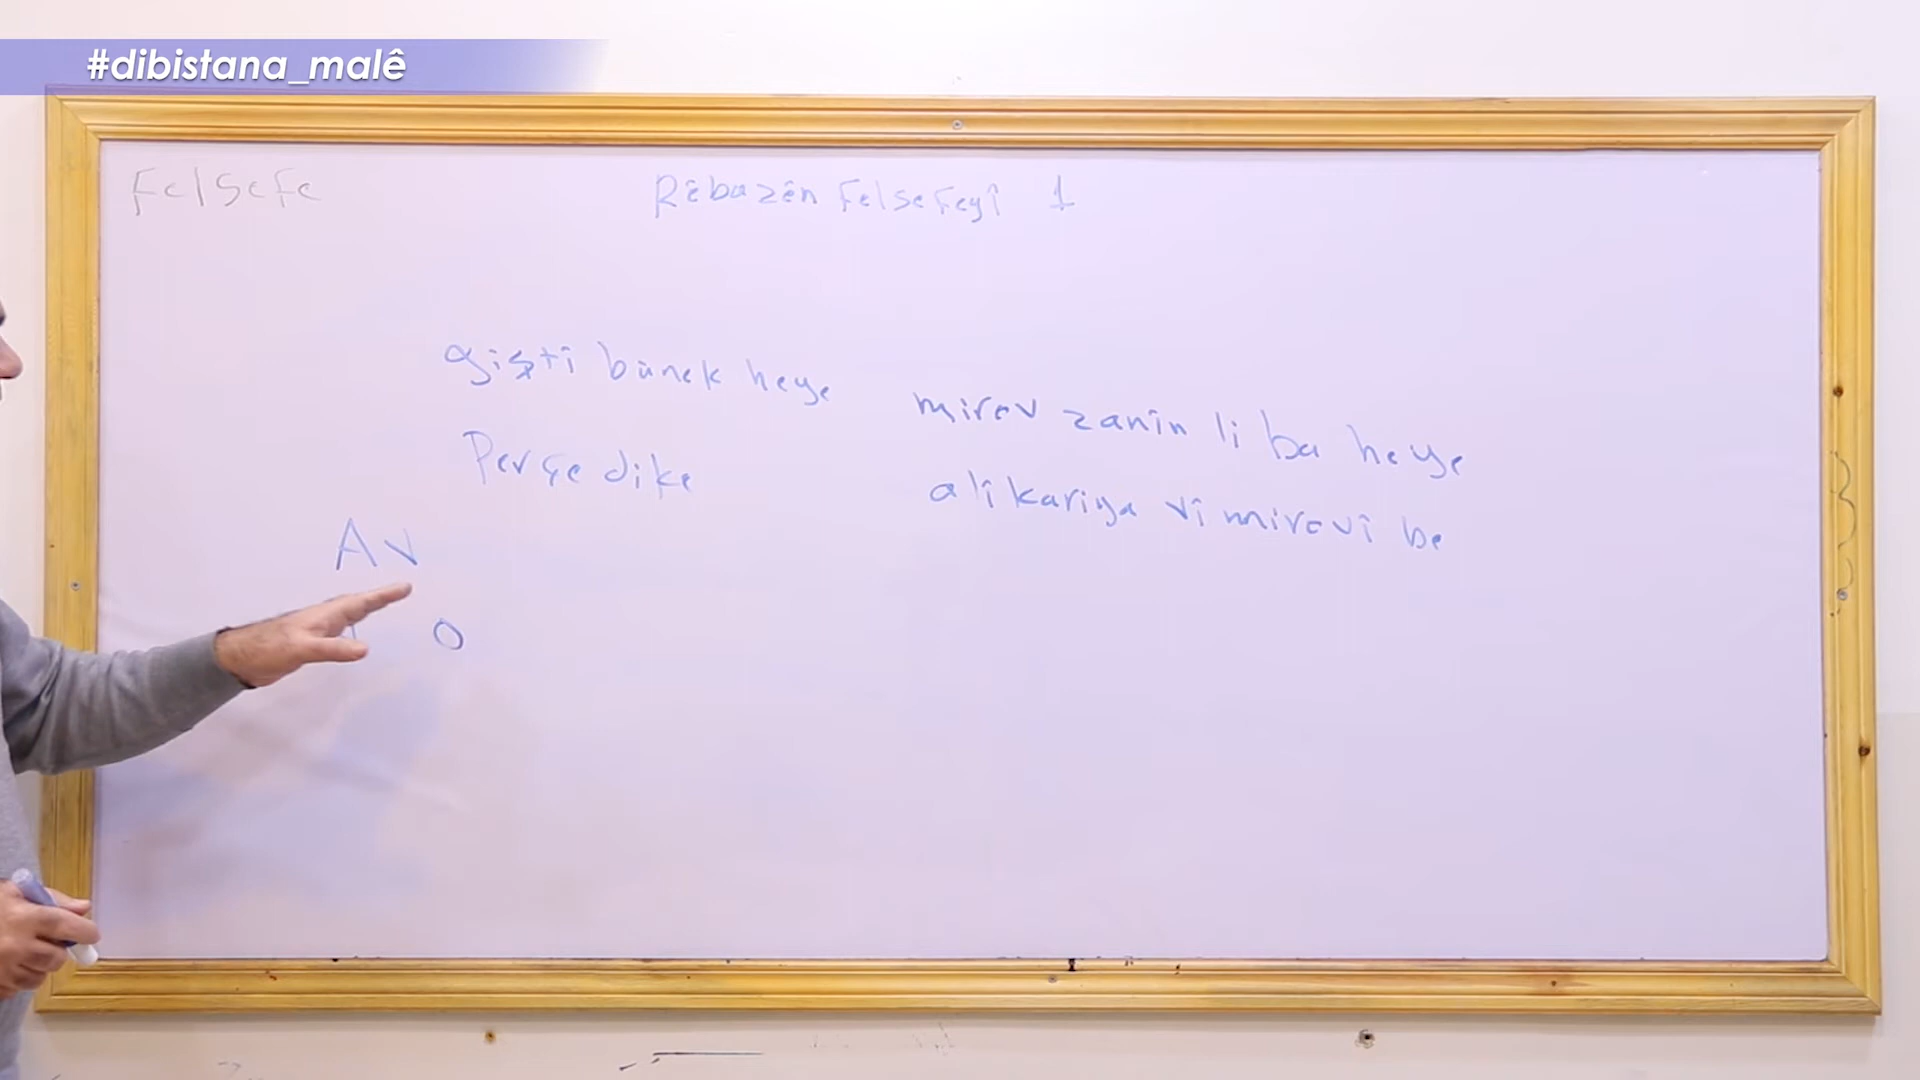 #dibistana_malê
Felsefe
Rêbazên Felsefeyî 1
giştî bûnek heye
Perçe dike
mirov zanîn li ba heye
alîkariya vî mirovî be
Av
O